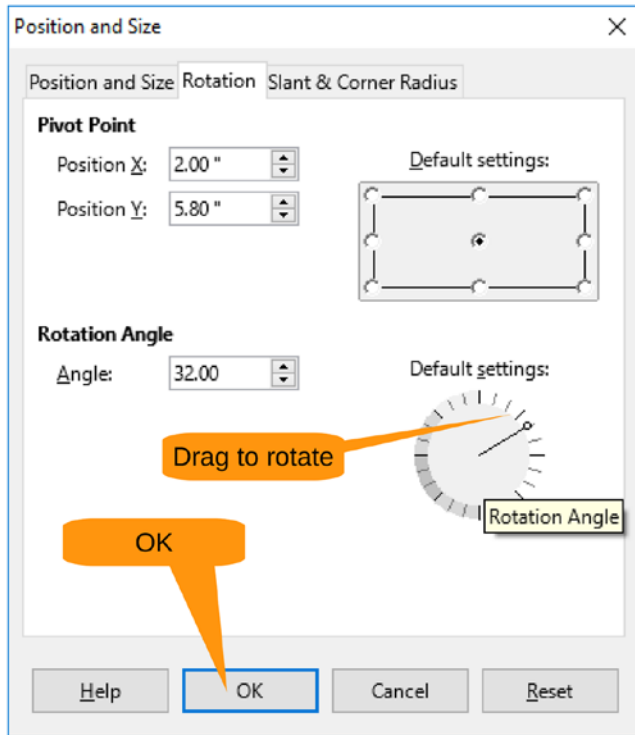 Position and Size
Position and Size Rotation Slant & Corner Radius
Pivot Point
Position X: 2.00 "
Default settings:
Position Y: 5.80 "
Rotation Angle
Angle: 32.00
Default settings:
Drag to rotate
Rotation Angle
OK
Help OK Cancel Reset